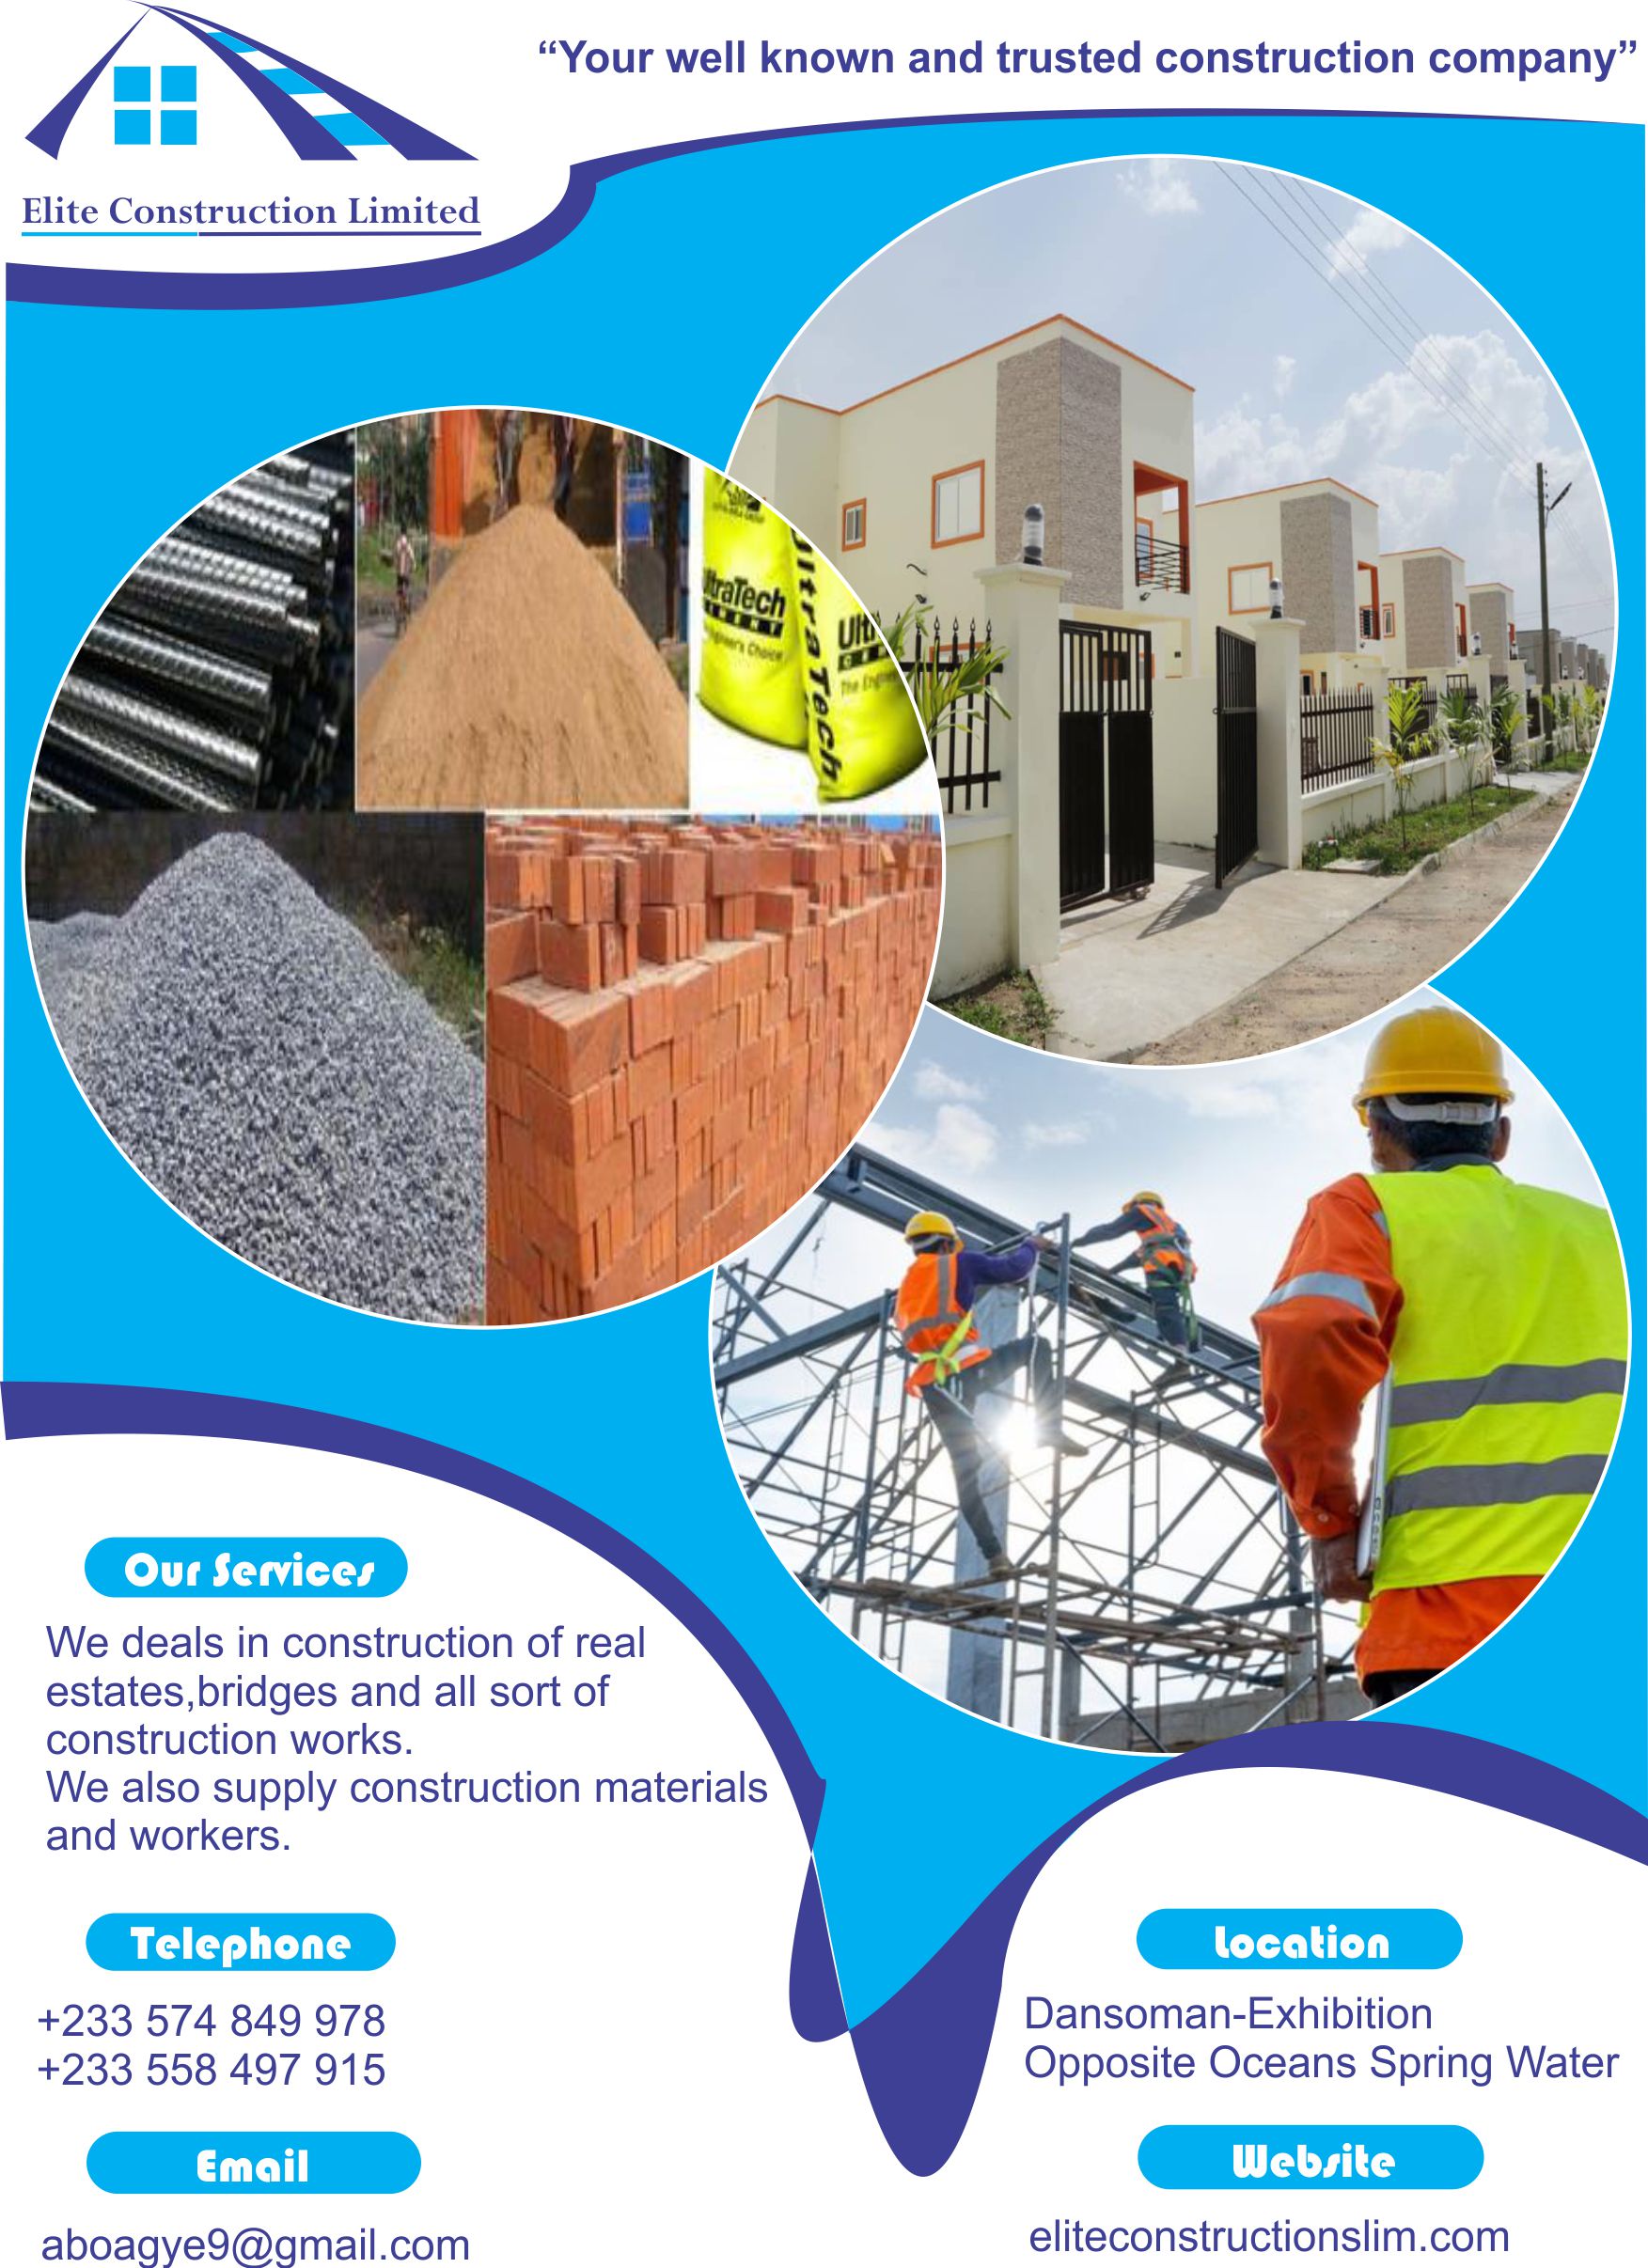 “Your well known and trusted construction company”
Elite Construction Limited
UltraTech
UltraTech
Our Services
We deals in construction of real
estates,bridges and all sort of
construction works.
We also supply construction materials
and workers.
Telephone
+233 574 849 978
+233 558 497 915
Email
aboagye9@gmail.com
Location
Dansoman-Exhibition
Opposite Oceans Spring Water
Website
eliteconstructionslim.com